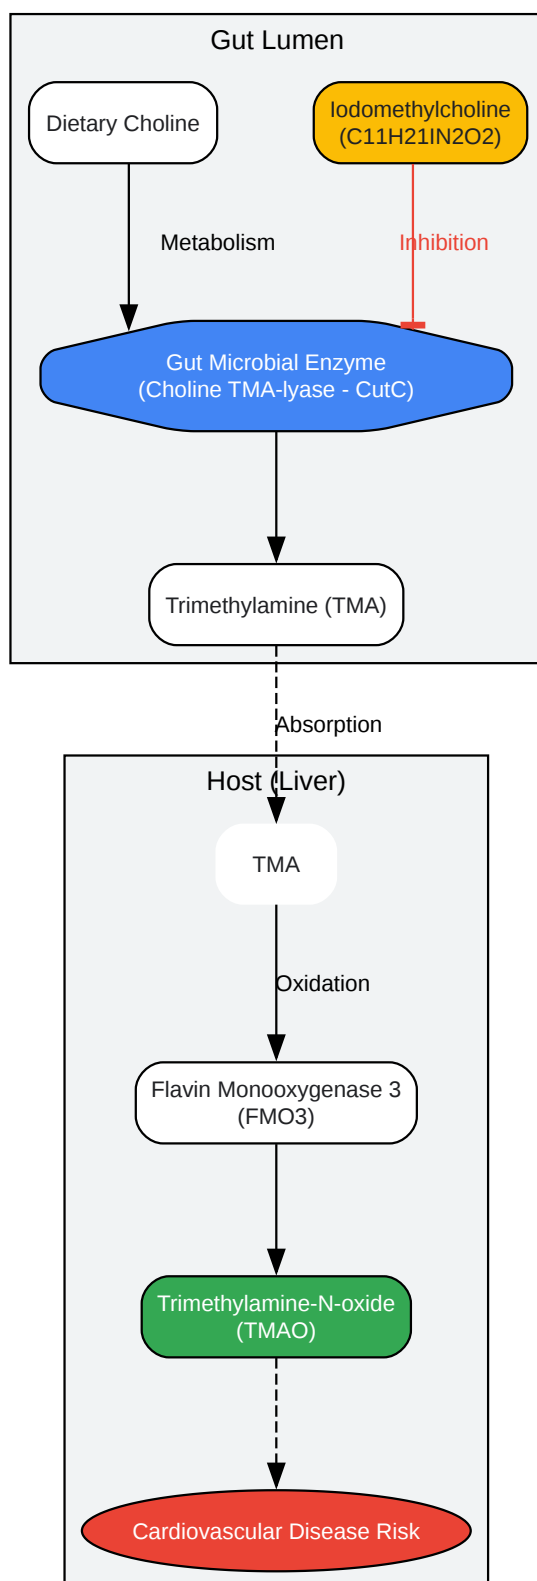 Gut Lumen
Dietary Choline
Iodomethylcholine
(C11H21IN2O2)
Metabolism
Inhibition
Gut Microbial Enzyme
(Choline TMA-lyase - CutC)
Trimethylamine (TMA)
Absorption
Host (Liver)
TMA
Oxidation
Flavin Monooxygenase 3
(FMO3)
Trimethylamine-N-oxide
(TMAO)
Cardiovascular Disease Risk